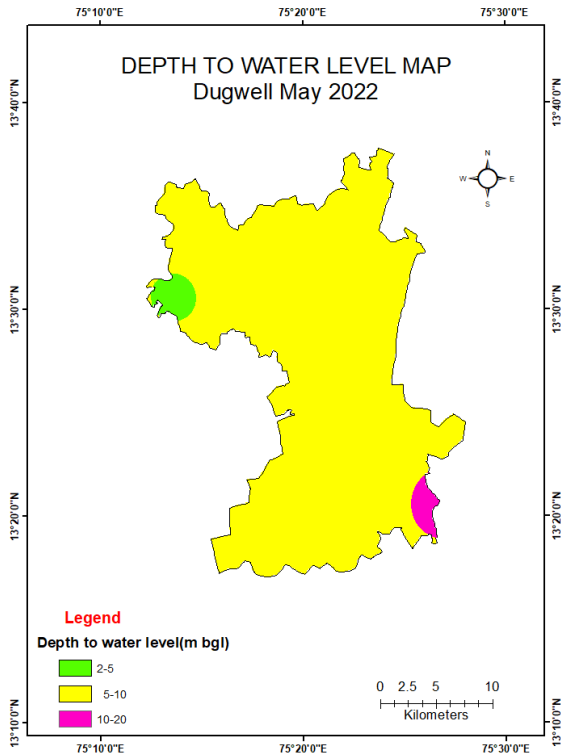 75°10'0"E 75°20'0"E 75°30'0"E
DEPTH TO WATER LEVEL MAP
Dugwell May 2022
13°40'0"N 13°40'0"N
N
W E
S
13°30'0"N 13°30'0"N
13°20'0"N 13°20'0"N
Legend
Depth to water level(m bgl)
2-5
5-10
10-20
0 2.5 5 10
Kilometers
13°10'0"N 13°10'0"N
75°10'0"E 75°20'0"E 75°30'0"E